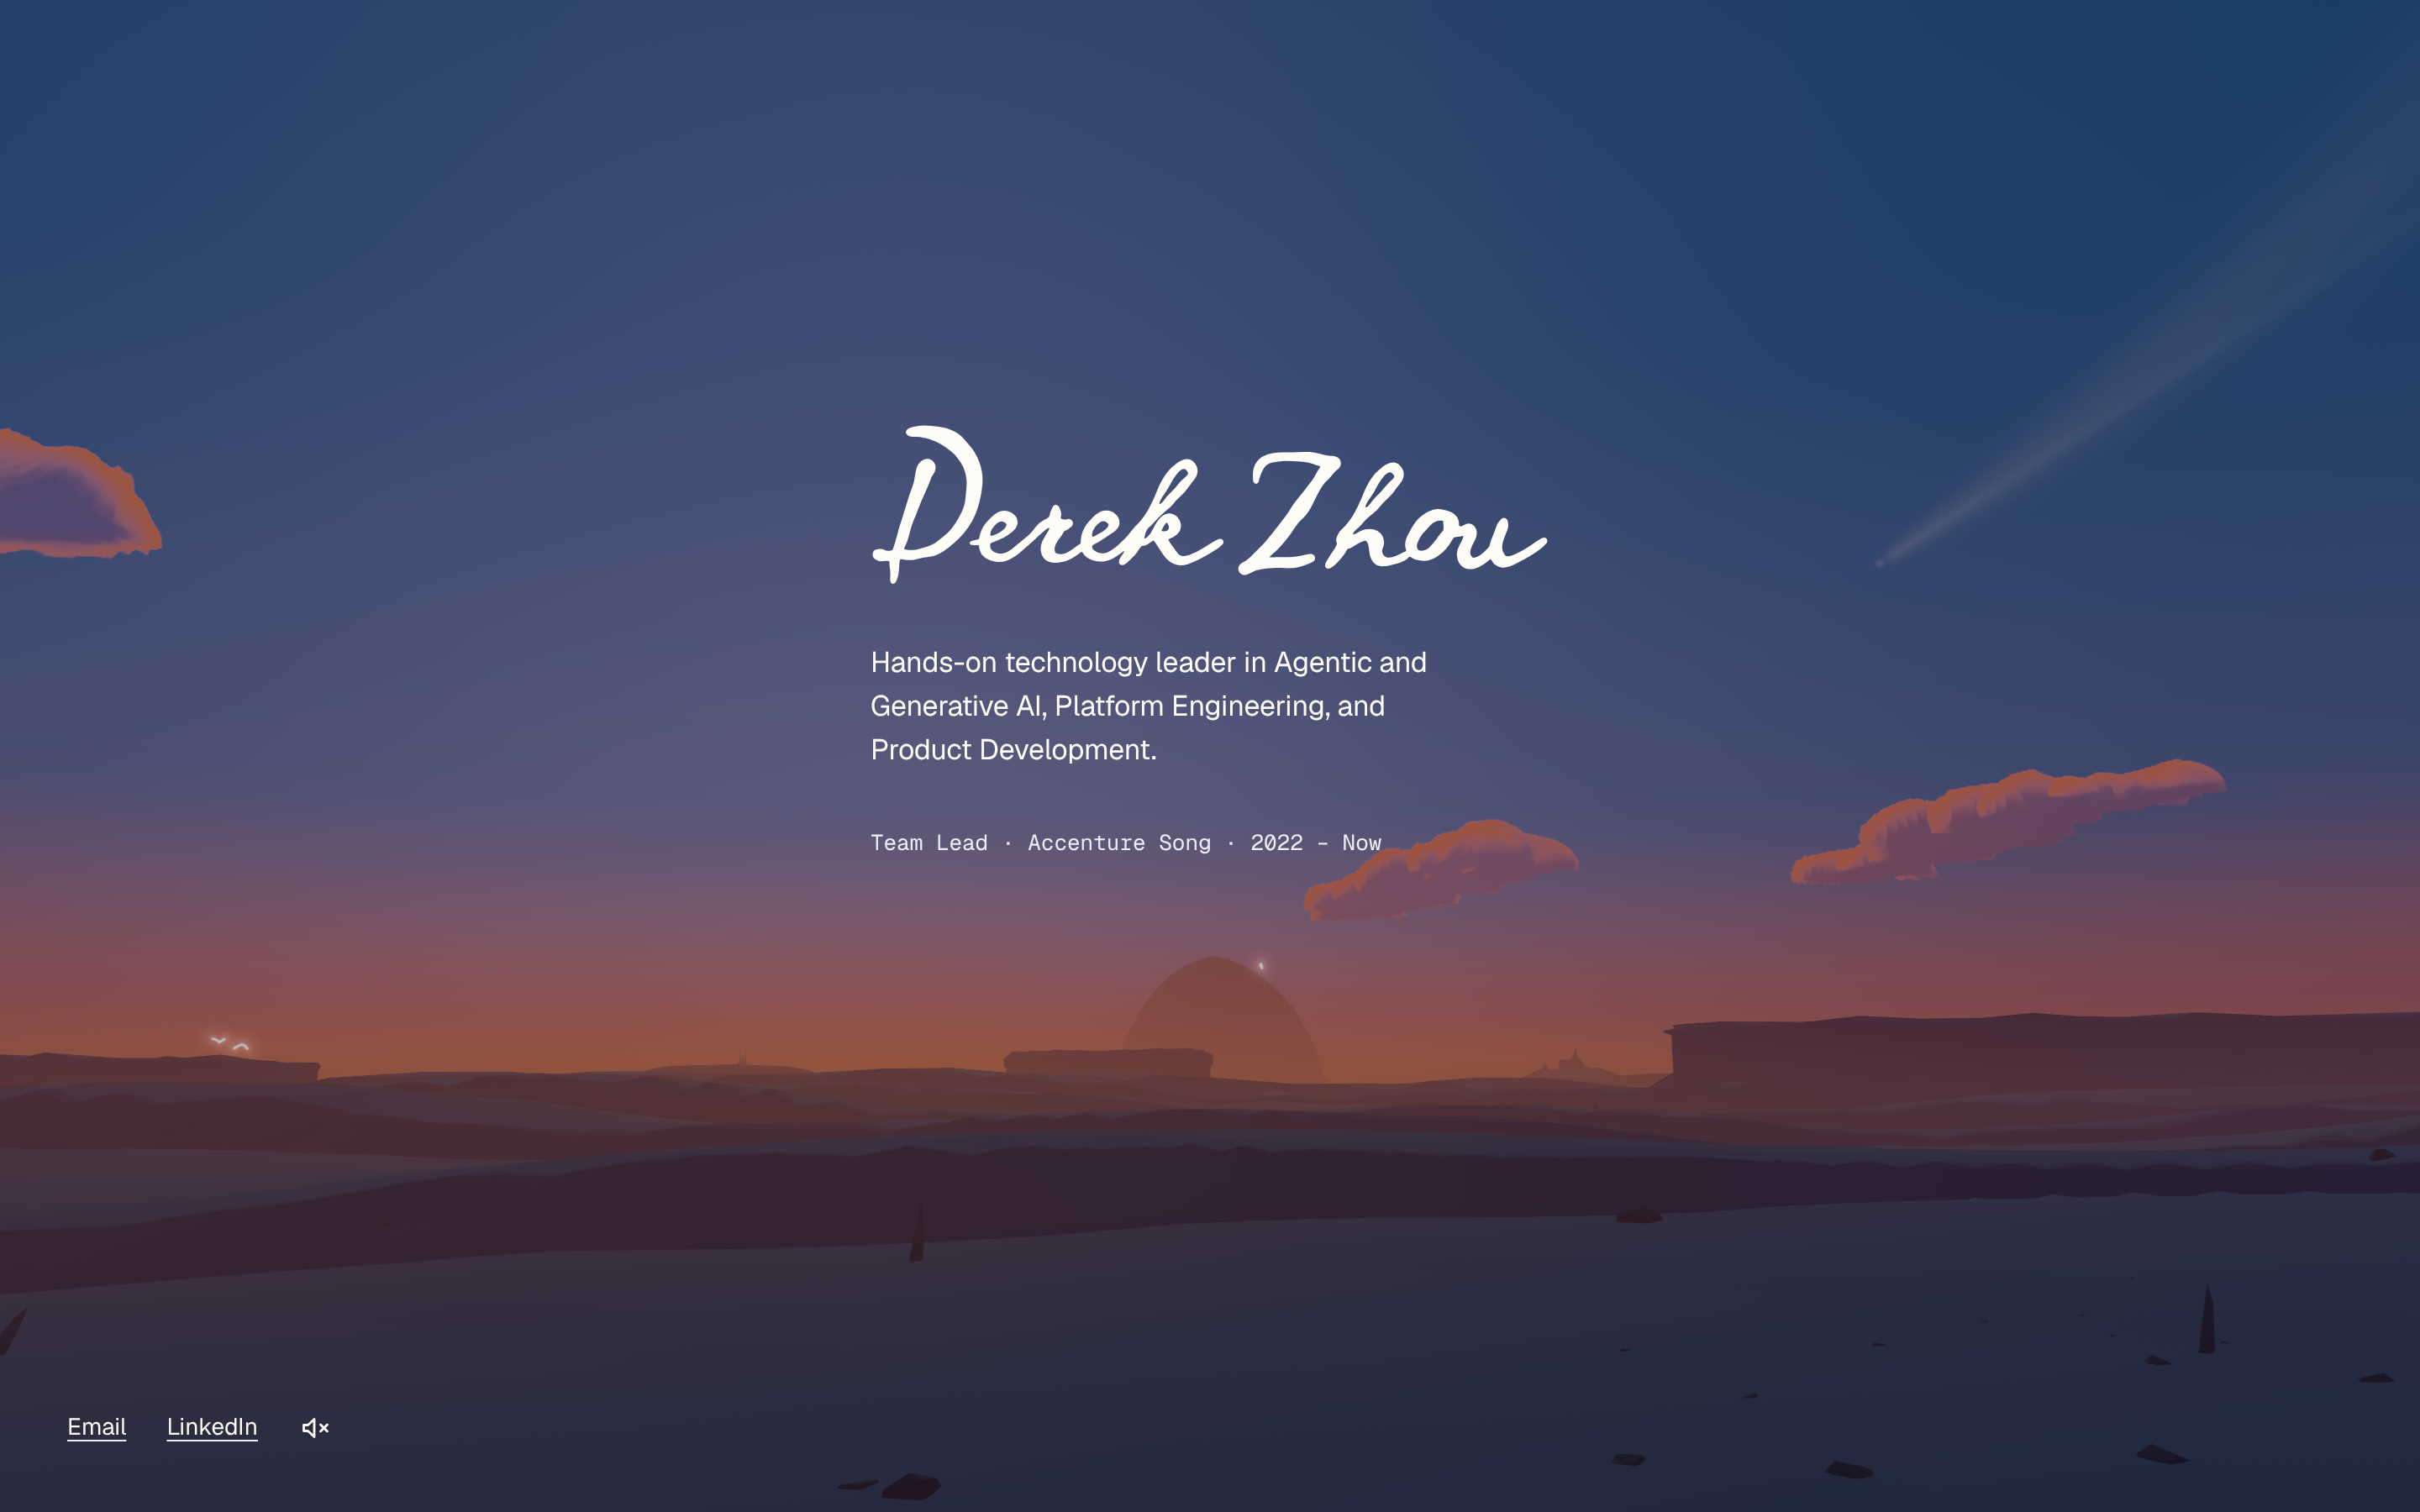 Derek Zhou
Hands-on technology leader in Agentic and
Generative AI, Platform Engineering, and
Product Development.
Team Lead · Accenture Song · 2022 – Now
Email LinkedIn